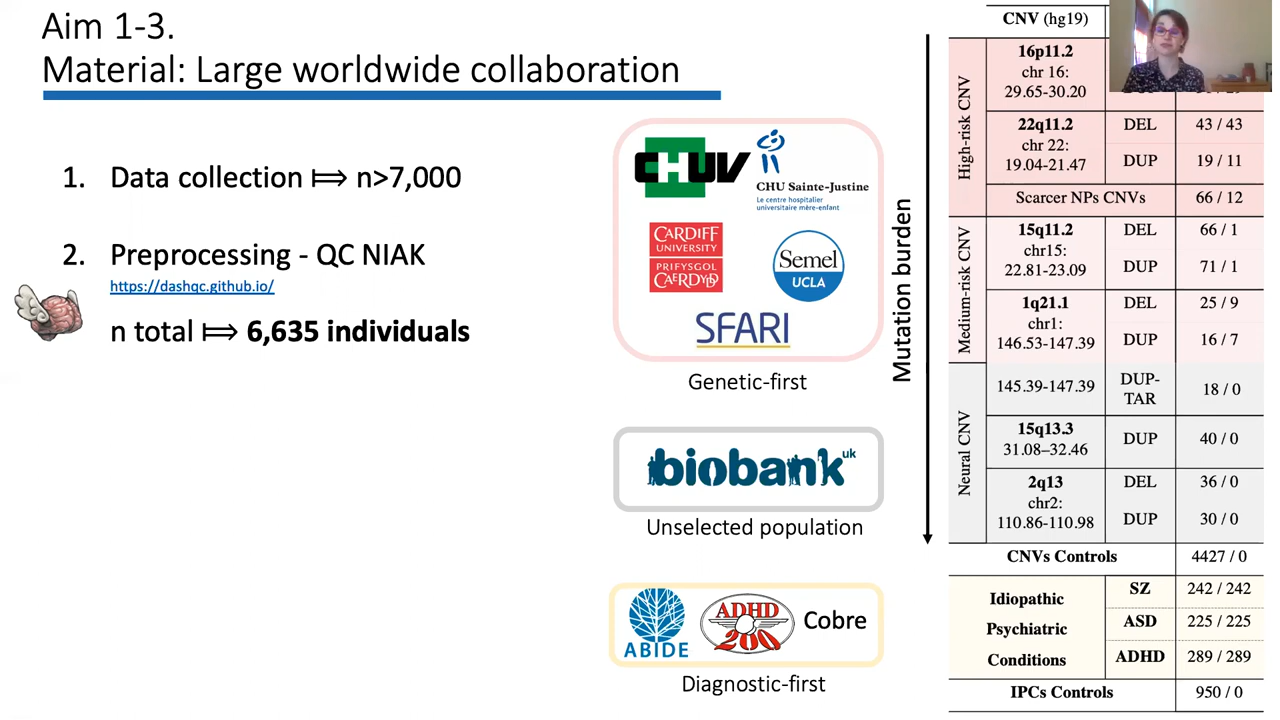 Aim 1-3.
Material: Large worldwide collaboration
1. Data collection ⟾ n>7,000
2. Preprocessing - QC NIAK
https://dashqc.github.io/
n total ⟾ 6,635 individuals
CHUV
CHU Sainte-Justine
Le centre hospitalier
universitaire mère-enfant
CARDIFF
UNIVERSITY
PRIFYSGOL
CAERDYDD
Semel
UCLA
SFARI
Genetic-first
biobank uk
Unselected population
ABIDE
ADHD
200
Cobre
Diagnostic-first
Mutation burden
CNV (hg19)
High-risk CNV
16p11.2
chr 16:
29.65-30.20
22q11.2
chr 22:
19.04-21.47
DEL 43 / 43
DUP 19 / 11
Scarcer NPs CNVs 66 / 12
Medium-risk CNV
15q11.2
chr15:
22.81-23.09
DEL 66 / 1
DUP 71 / 1
1q21.1
chr1:
146.53-147.39
DEL 25 / 9
DUP 16 / 7
Neural CNV
145.39-147.39
DUP-
TAR
18 / 0
15q13.3
31.08–32.46
DUP 40 / 0
2q13
chr2:
110.86-110.98
DEL 36 / 0
DUP 30 / 0
CNVs Controls 4427 / 0
Idiopathic
Psychiatric
Conditions
SZ 242 / 242
ASD 225 / 225
ADHD 289 / 289
IPCs Controls 950 / 0